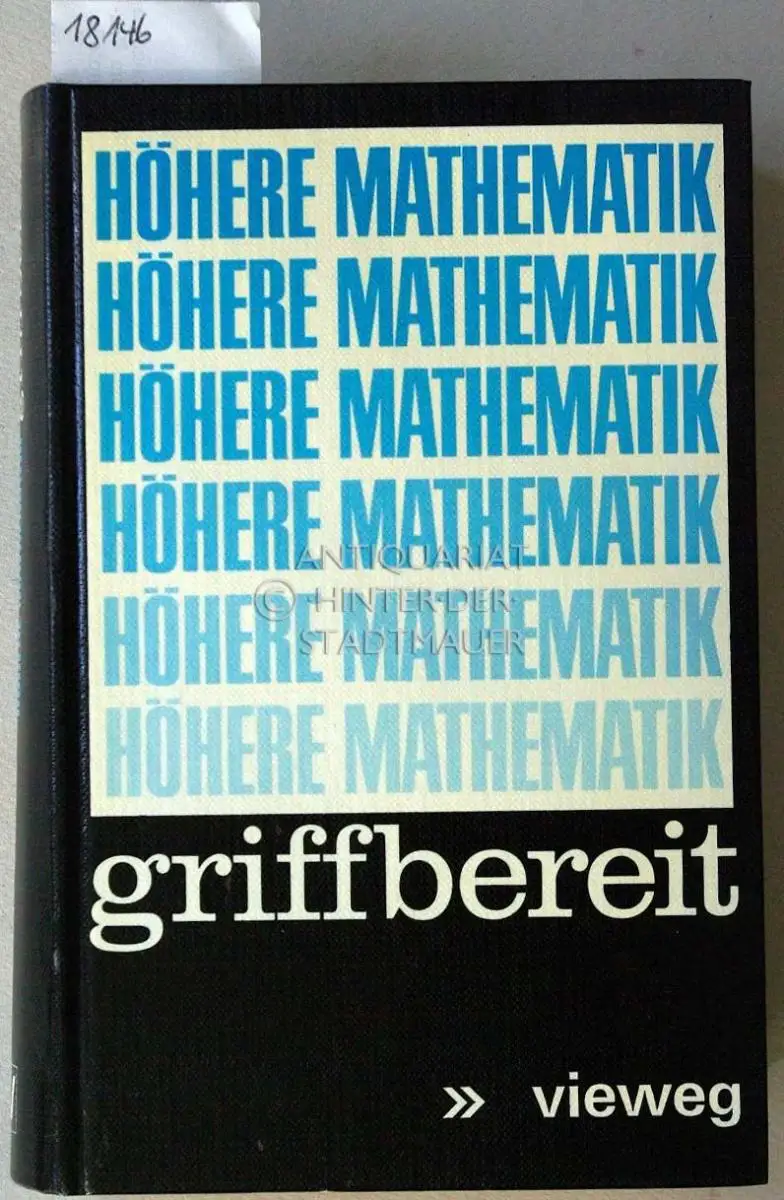 18146
HÖHERE MATHEMATIK
HÖHERE MATHEMATIK
HÖHERE MATHEMATIK
HÖHERE MATHEMATIK
ANTIQUARIAT
© HINTER·DER·
STADTMAUER
HÖHERE MATHEMATIK
HÖHERE MATHEMATIK
griffbereit
» vieweg